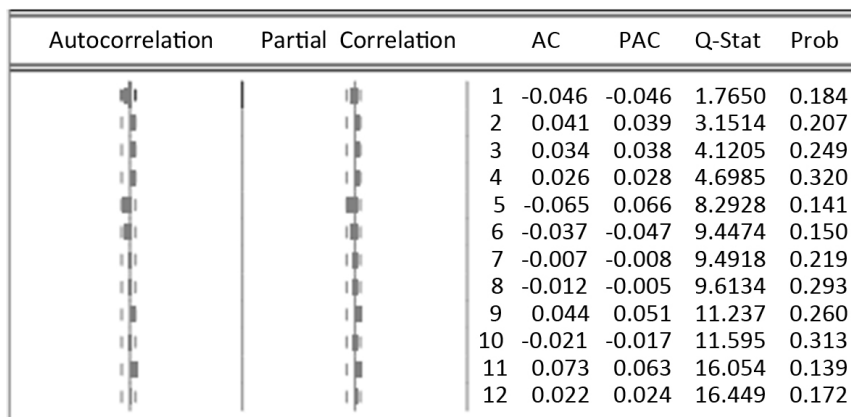 Autocorrelation Partial Correlation AC PAC Q-Stat Prob
1 -0.046 -0.046 1.7650 0.184
2 0.041 0.039 3.1514 0.207
3 0.034 0.038 4.1205 0.249
4 0.026 0.028 4.6985 0.320
5 -0.065 0.066 8.2928 0.141
6 -0.037 -0.047 9.4474 0.150
7 -0.007 -0.008 9.4918 0.219
8 -0.012 -0.005 9.6134 0.293
9 0.044 0.051 11.237 0.260
10 -0.021 -0.017 11.595 0.313
11 0.073 0.063 16.054 0.139
12 0.022 0.024 16.449 0.172